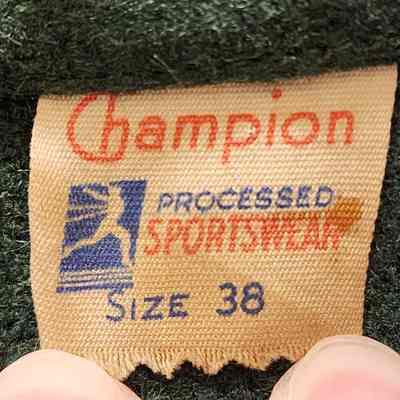 Champion
PROCESSED
SPORTSWEAR
SIZE 38